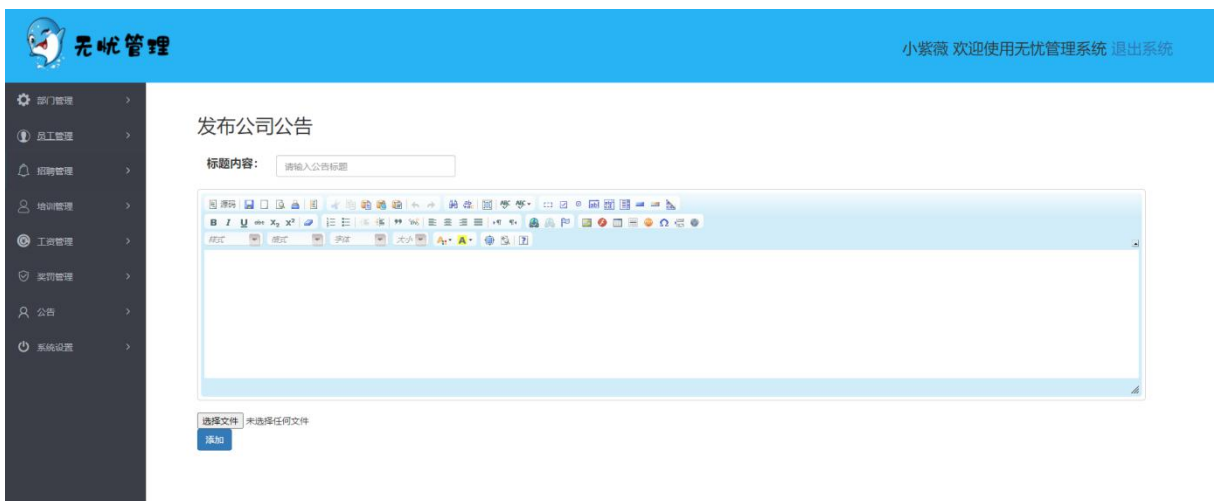 无忧管理
小紫薇 欢迎使用无忧管理系统 退出系统
部门管理
员工管理
招聘管理
培训管理
工资管理
奖罚管理
公告
系统设置
发布公司公告
标题内容：
请输入公告标题
源码
B I U abc X₂ X²
样式 格式 字体 大小
选择文件 未选择任何文件
添加